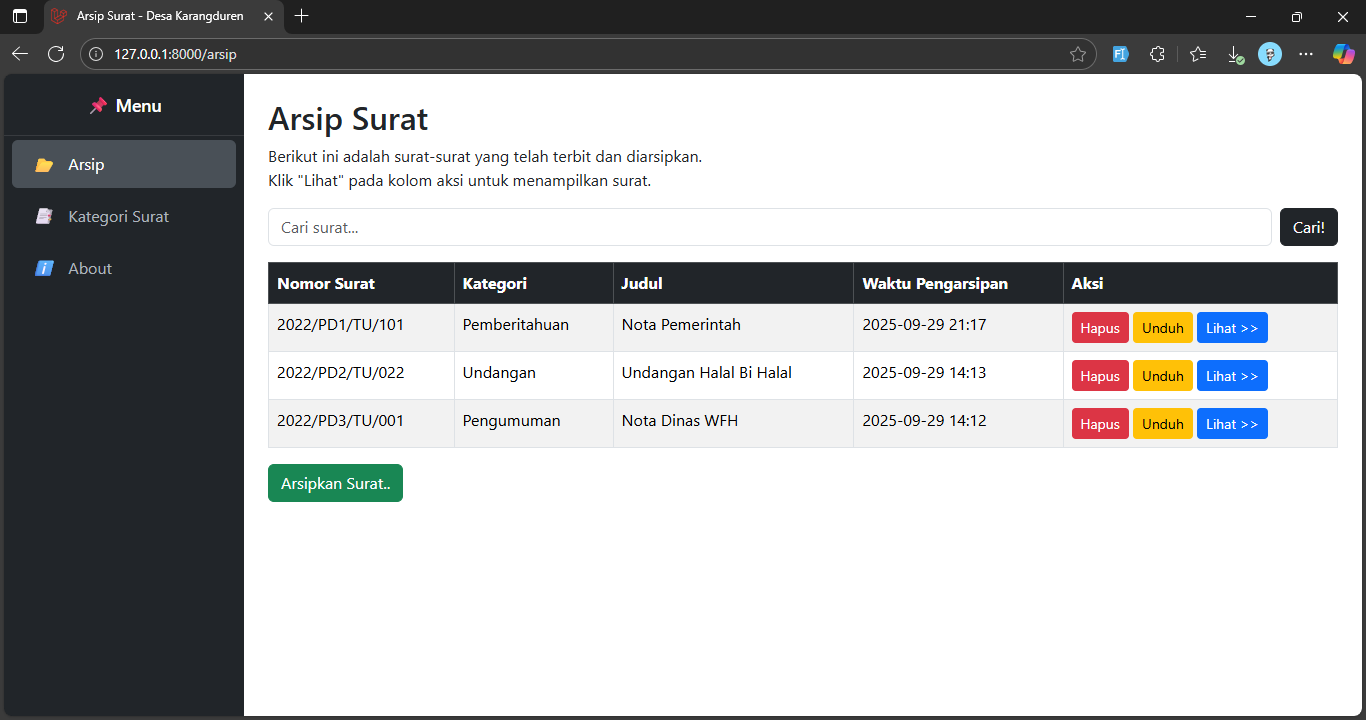 Arsip Surat - Desa Karangduren
127.0.0.1:8000/arsip
Menu
Arsip
Kategori Surat
About
Arsip Surat
Berikut ini adalah surat-surat yang telah terbit dan diarsipkan.
Klik "Lihat" pada kolom aksi untuk menampilkan surat.
Cari surat... Cari!
Nomor Surat Kategori Judul Waktu Pengarsipan Aksi
2022/PD1/TU/101 Pemberitahuan Nota Pemerintah 2025-09-29 21:17 Hapus Unduh Lihat >>
2022/PD2/TU/022 Undangan Undangan Halal Bi Halal 2025-09-29 14:13 Hapus Unduh Lihat >>
2022/PD3/TU/001 Pengumuman Nota Dinas WFH 2025-09-29 14:12 Hapus Unduh Lihat >>
Arsipkan Surat..